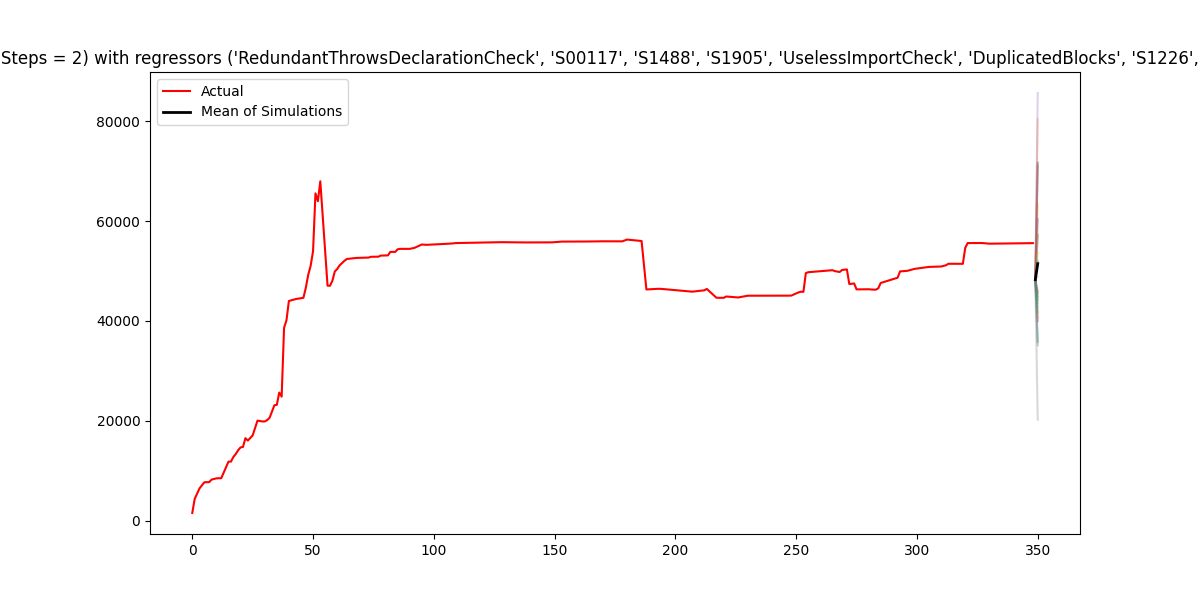 Steps = 2) with regressors ('RedundantThrowsDeclarationCheck', 'S00117', 'S1488', 'S1905', 'UselessImportCheck', 'DuplicatedBlocks', 'S1226',
Actual
Mean of Simulations
80000
60000
40000
20000
0
0 50 100 150 200 250 300 350